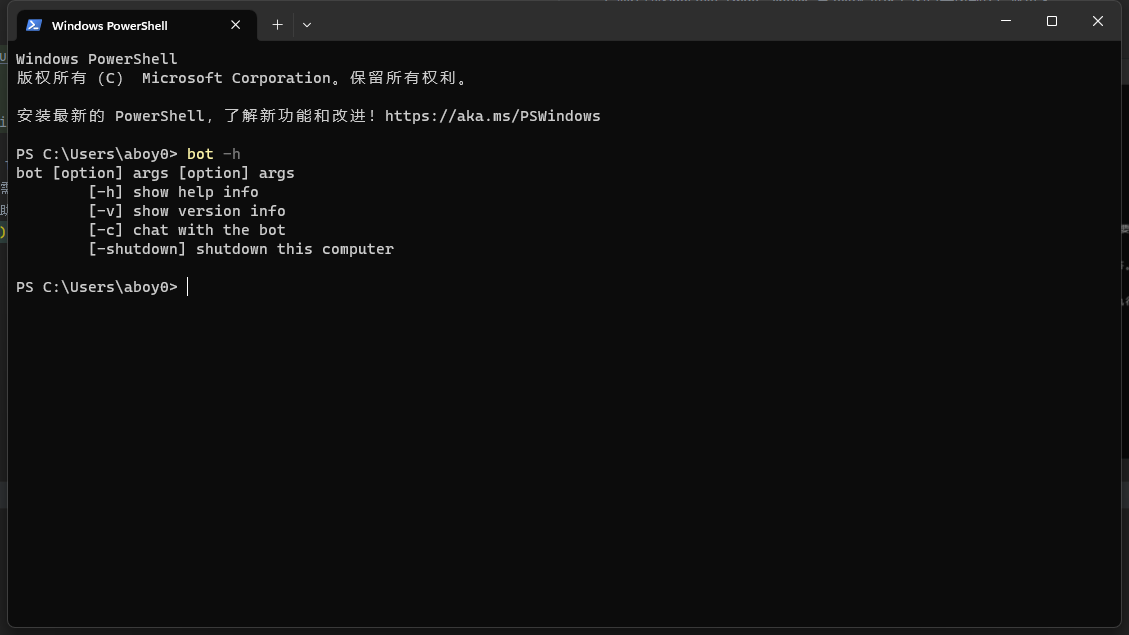 Windows PowerShell
Windows PowerShell
版权所有 (C) Microsoft Corporation。保留所有权利。
安装最新的 PowerShell，了解新功能和改进！https://aka.ms/PSWindows
PS C:\Users\aboy0> bot -h
bot [option] args [option] args
[-h] show help info
[-v] show version info
[-c] chat with the bot
[-shutdown] shutdown this computer
PS C:\Users\aboy0>